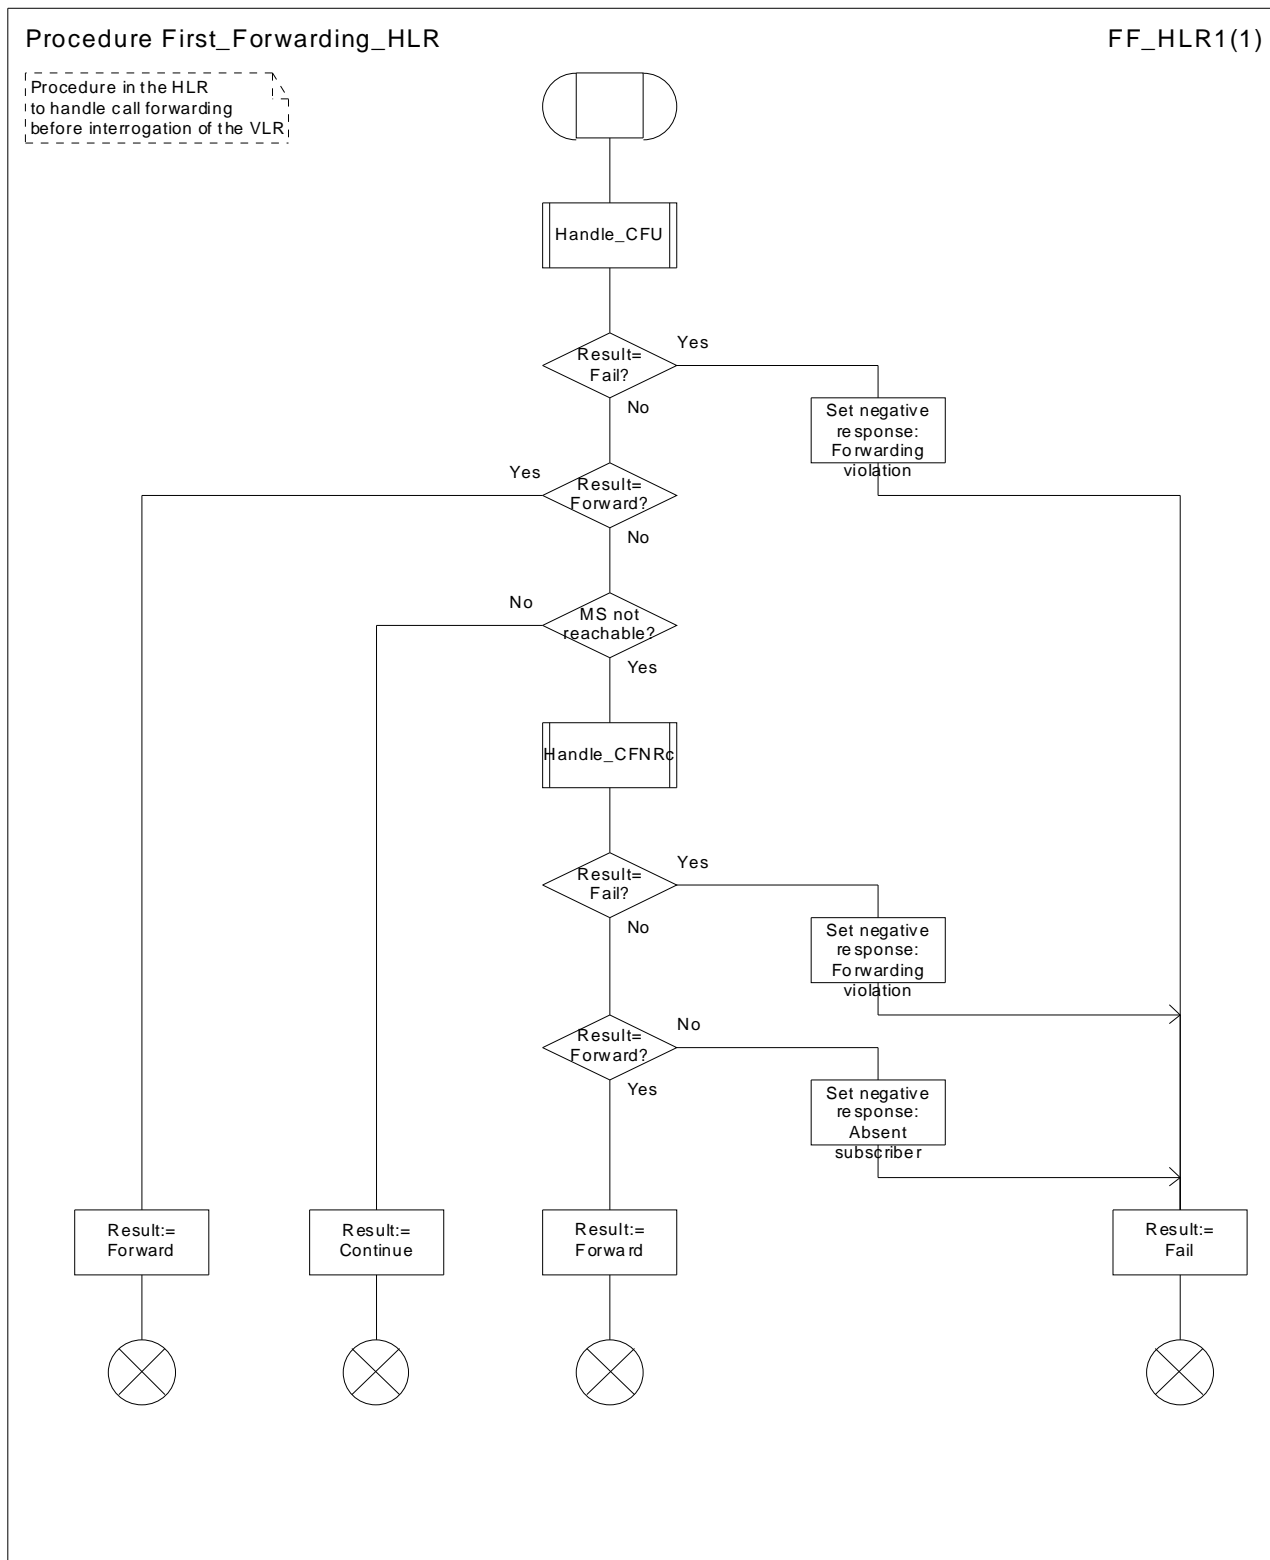 Procedure First_Forwarding_HLR
FF_HLR1(1)
Procedure in the HLR
to handle call forwarding
before interrogation of the VLR
Handle_CFU
Result=
Fail?
Yes
No
Set negative
response:
Forwarding
violation
Yes
Result=
Forward?
No
No
MS not
reachable?
Yes
Handle_CFNRc
Result=
Fail?
Yes
No
Set negative
response:
Forwarding
violation
Result=
Forward?
No
Yes
Set negative
response:
Absent
subscriber
Result:=
Forward
Result:=
Continue
Result:=
Forward
Result:=
Fail